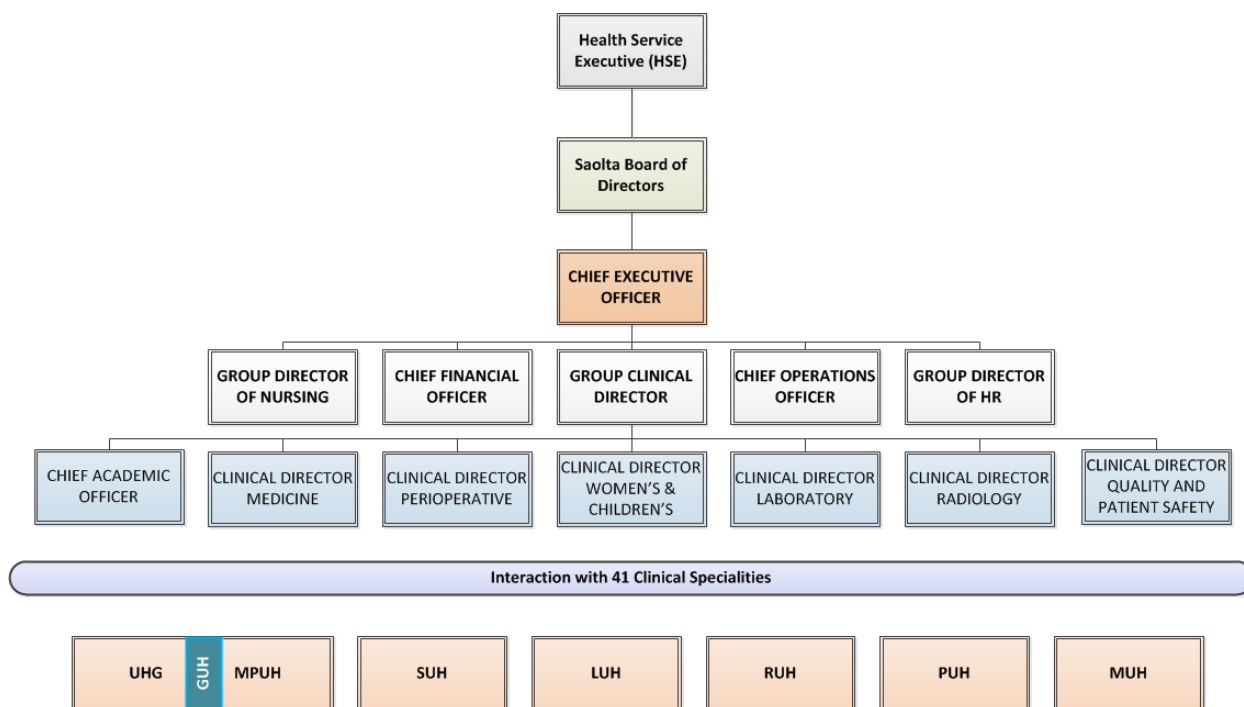 Health Service
Executive (HSE)
Saolta Board of
Directors
CHIEF EXECUTIVE
OFFICER
GROUP DIRECTOR
OF NURSING
CHIEF FINANCIAL
OFFICER
GROUP CLINICAL
DIRECTOR
CHIEF OPERATIONS
OFFICER
GROUP DIRECTOR
OF HR
CHIEF ACADEMIC
OFFICER
CLINICAL DIRECTOR
MEDICINE
CLINICAL DIRECTOR
PERIOPERATIVE
CLINICAL DIRECTOR
WOMEN'S &
CHILDREN'S
CLINICAL DIRECTOR
LABORATORY
CLINICAL DIRECTOR
RADIOLOGY
CLINICAL DIRECTOR
QUALITY AND
PATIENT SAFETY
Interaction with 41 Clinical Specialities
UHG
GUH
MPUH
SUH
LUH
RUH
PUH
MUH